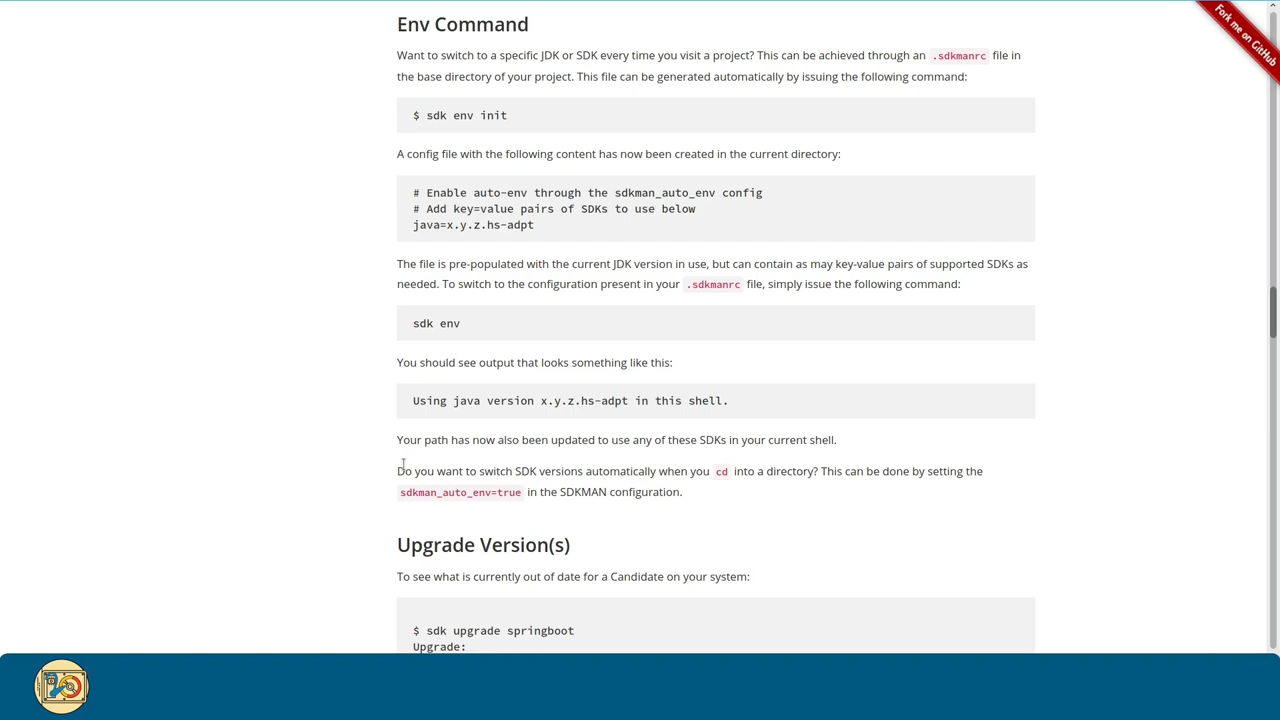 Env Command
Fork me on GitHub
Want to switch to a specific JDK or SDK every time you visit a project? This can be achieved through an .sdkmanrc file in
the base directory of your project. This file can be generated automatically by issuing the following command:
$ sdk env init
A config file with the following content has now been created in the current directory:
# Enable auto-env through the sdkman_auto_env config
# Add key=value pairs of SDKs to use below
java=x.y.z.hs-adpt
The file is pre-populated with the current JDK version in use, but can contain as may key-value pairs of supported SDKs as
needed. To switch to the configuration present in your .sdkmanrc file, simply issue the following command:
sdk env
You should see output that looks something like this:
Using java version x.y.z.hs-adpt in this shell.
Your path has now also been updated to use any of these SDKs in your current shell.
Do you want to switch SDK versions automatically when you cd into a directory? This can be done by setting the
sdkman_auto_env=true in the SDKMAN configuration.
Upgrade Version(s)
To see what is currently out of date for a Candidate on your system:
$ sdk upgrade springboot
Upgrade: